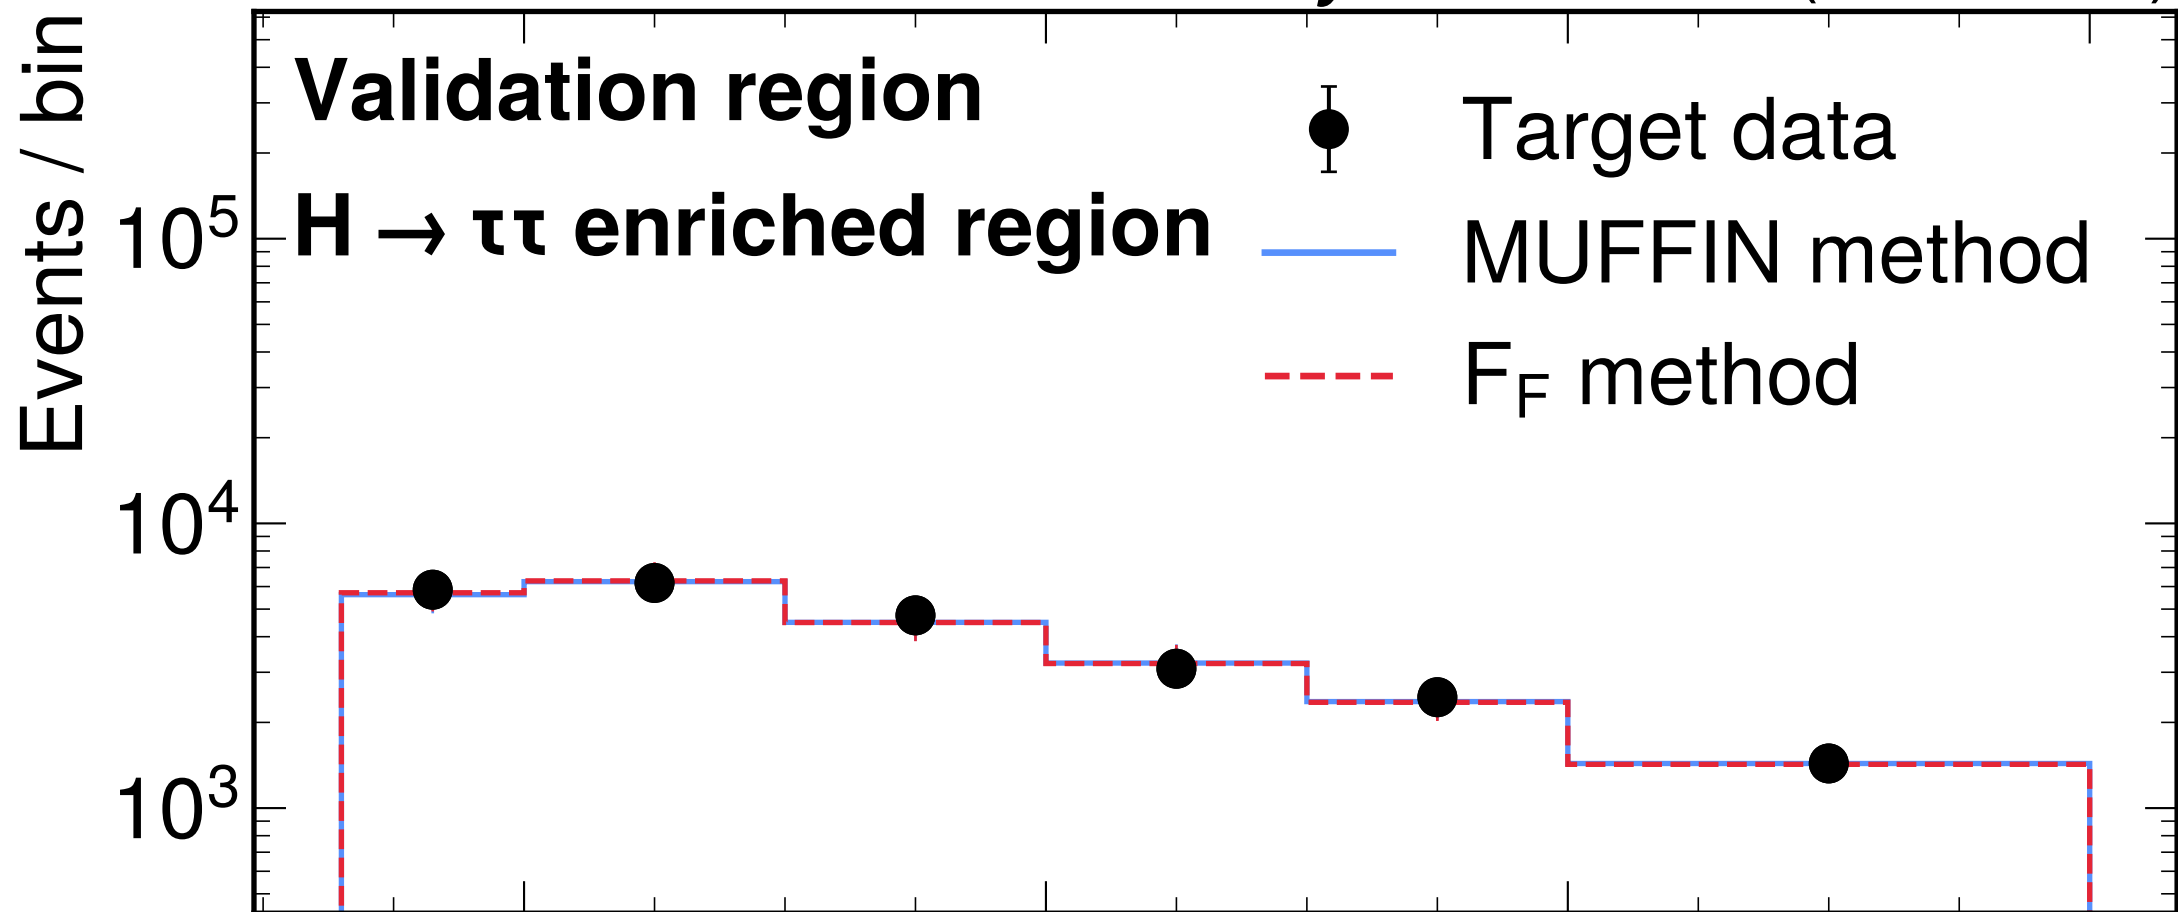 Events / bin
Validation region
H → ττ enriched region
Target data
MUFFIN method
F_F method
10^5
10^4
10^3